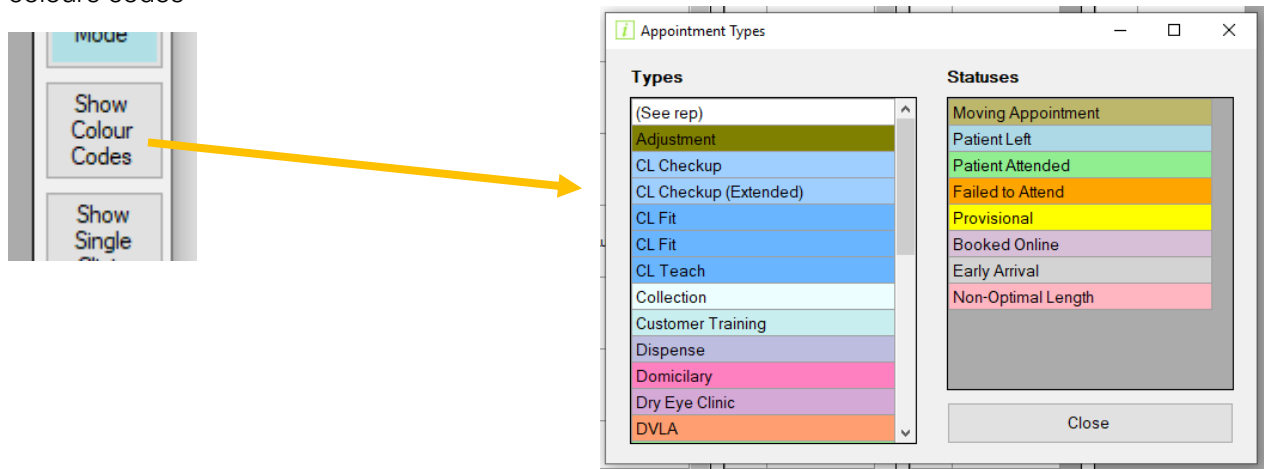 colours codes
Mode
Show
Colour
Codes
Show
Single
Appointment Types
Types
(See rep)
Adjustment
CL Checkup
CL Checkup (Extended)
CL Fit
CL Fit
CL Teach
Collection
Customer Training
Dispense
Domicilary
Dry Eye Clinic
DVLA
Statuses
Moving Appointment
Patient Left
Patient Attended
Failed to Attend
Provisional
Booked Online
Early Arrival
Non-Optimal Length
Close